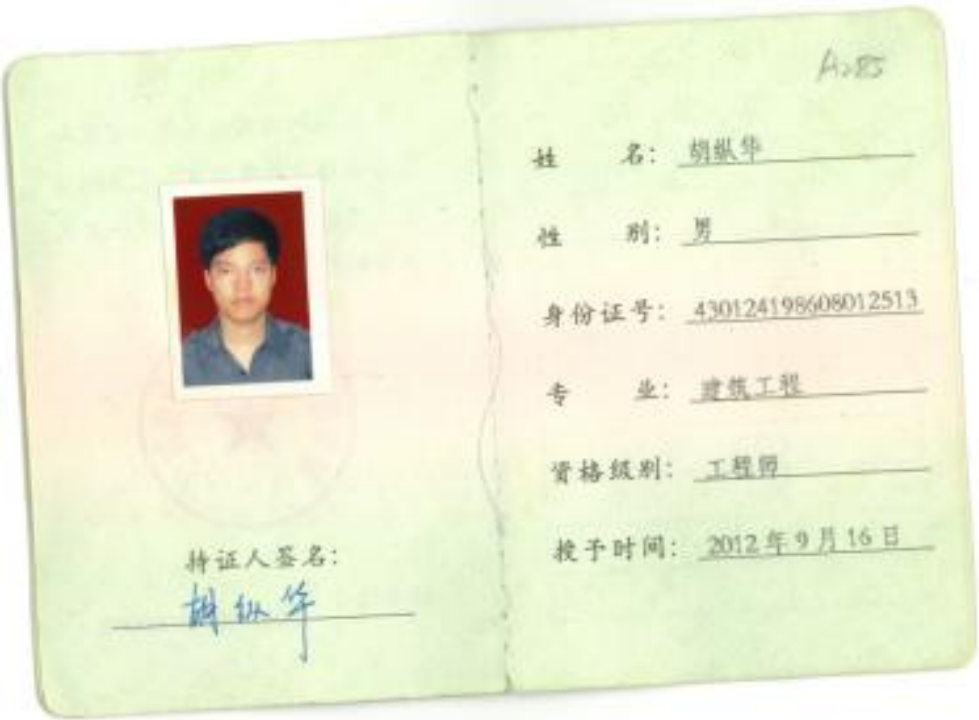 持证人签名：
胡纵华
A285
姓 名： 胡纵华
性 别： 男
身份证号： 430124198608012513
专 业： 建筑工程
资格级别： 工程师
授予时间： 2012年9月16日